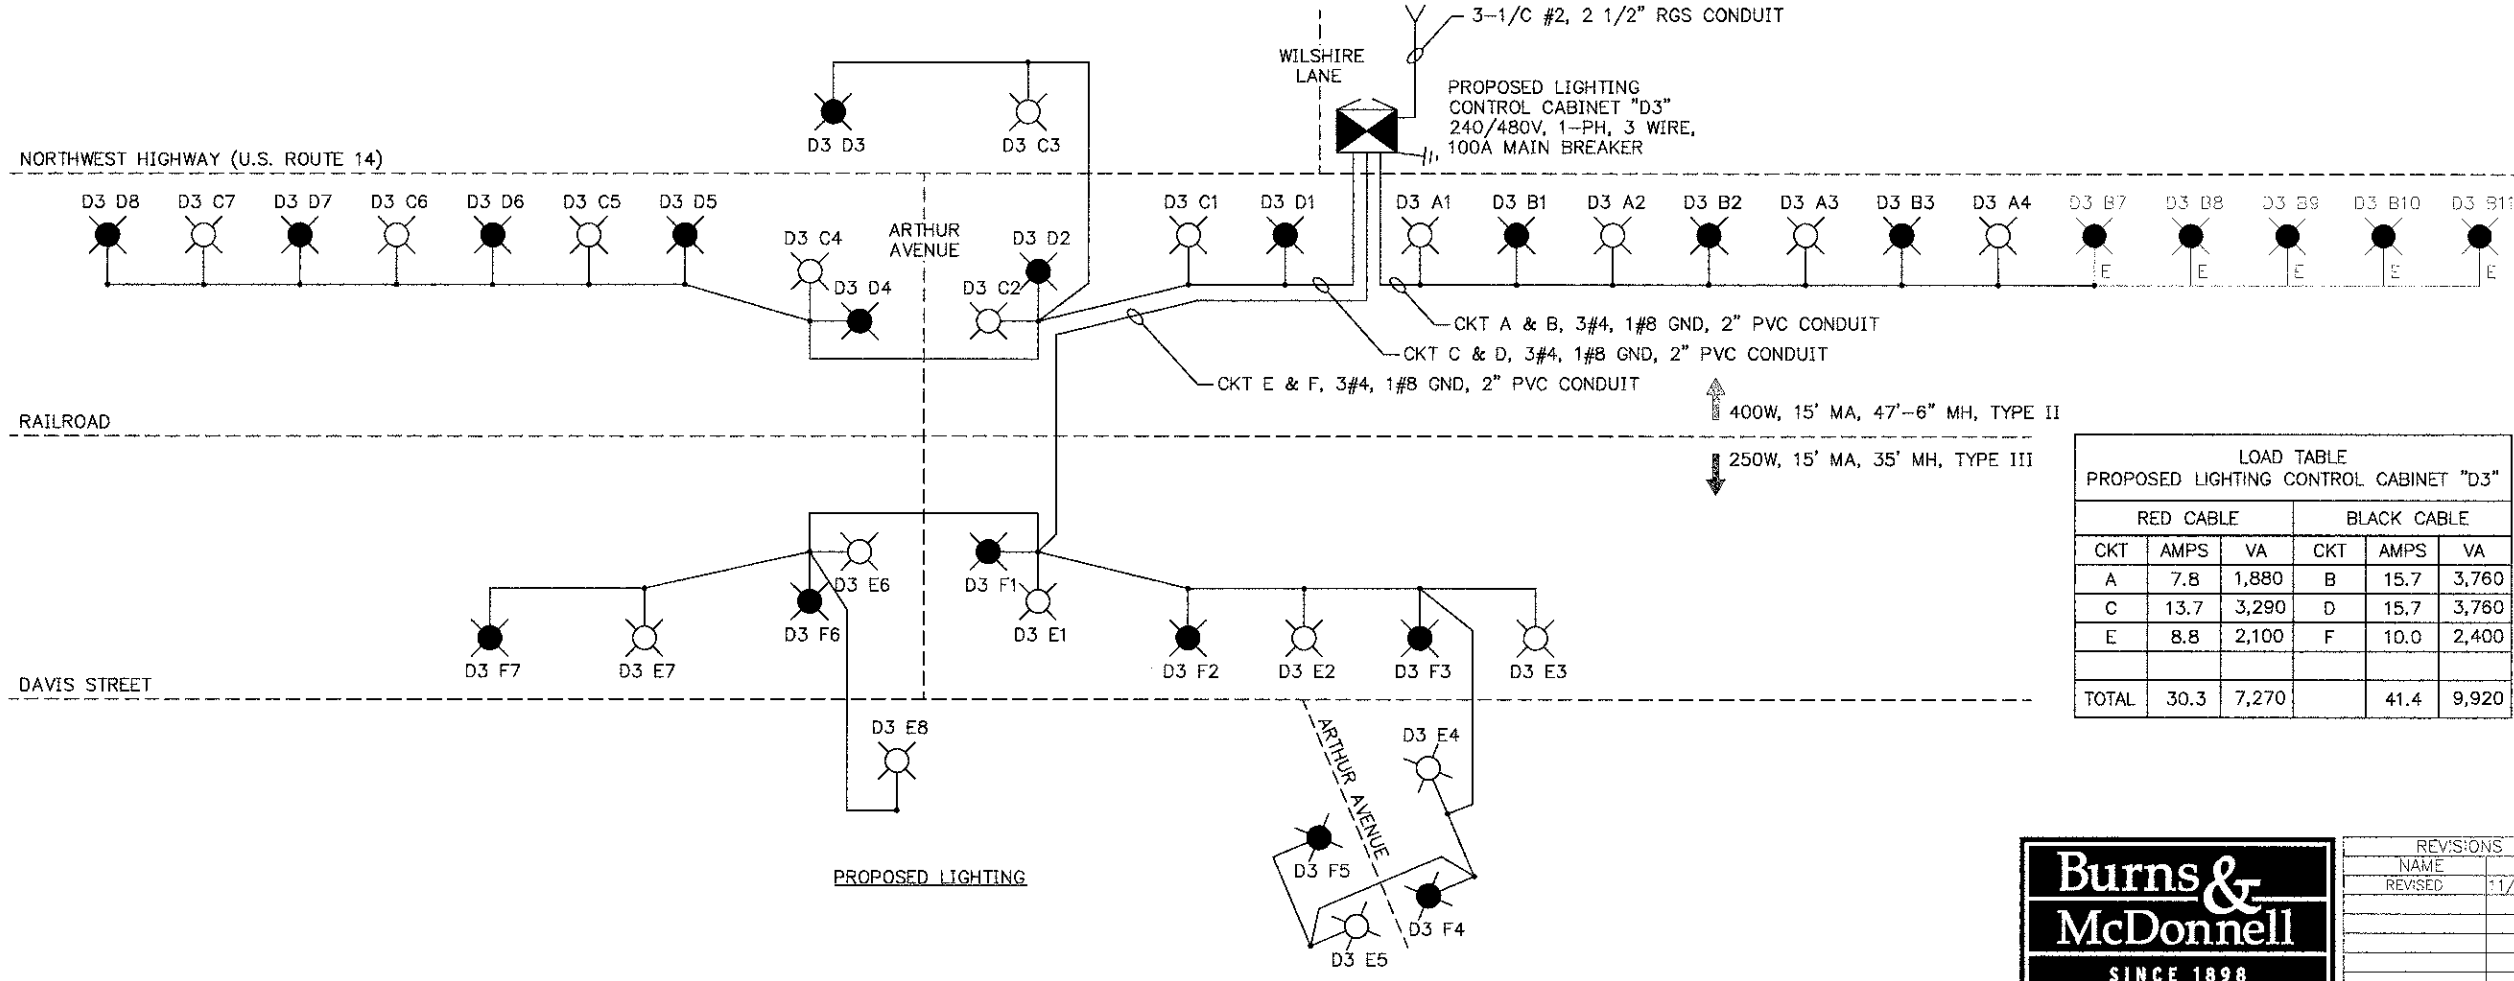 3-1/C #2, 2 1/2" RGS CONDUIT
WILSHIRE
LANE
PROPOSED LIGHTING
CONTROL CABINET "D3"
240/480V, 1-PH, 3 WIRE,
100A MAIN BREAKER
D3 D3
D3 C3
NORTHWEST HIGHWAY (U.S. ROUTE 14)
D3 D8
D3 C7
D3 D7
D3 C6
D3 D6
D3 C5
D3 D5
D3 C4
D3 D4
ARTHUR
AVENUE
D3 D2
D3 C2
D3 C1
D3 D1
D3 A1
D3 B1
D3 A2
D3 B2
D3 A3
D3 B3
D3 A4
D3 B7
D3 B8
D3 B9
D3 B10
D3 B11
E
E
E
E
E
CKT A & B, 3#4, 1#8 GND, 2" PVC CONDUIT
CKT C & D, 3#4, 1#8 GND, 2" PVC CONDUIT
CKT E & F, 3#4, 1#8 GND, 2" PVC CONDUIT
RAILROAD
400W, 15' MA, 47'-6" MH, TYPE II
250W, 15' MA, 35' MH, TYPE III
LOAD TABLE
PROPOSED LIGHTING CONTROL CABINET "D3"
RED CABLE BLACK CABLE
CKT AMPS VA CKT AMPS VA
A 7.8 1,880 B 15.7 3,760
C 13.7 3,290 D 15.7 3,760
E 8.8 2,100 F 10.0 2,400
TOTAL 30.3 7,270 41.4 9,920
D3 E6
D3 F1
D3 F6
D3 E1
D3 F7
D3 E7
D3 F2
D3 E2
D3 F3
D3 E3
DAVIS STREET
D3 E8
ARTHUR AVENUE
D3 E4
D3 F5
D3 F4
D3 E5
PROPOSED LIGHTING
Burns &
McDonnell
SINCE 1898
REVISIONS
NAME
REVISED 11/